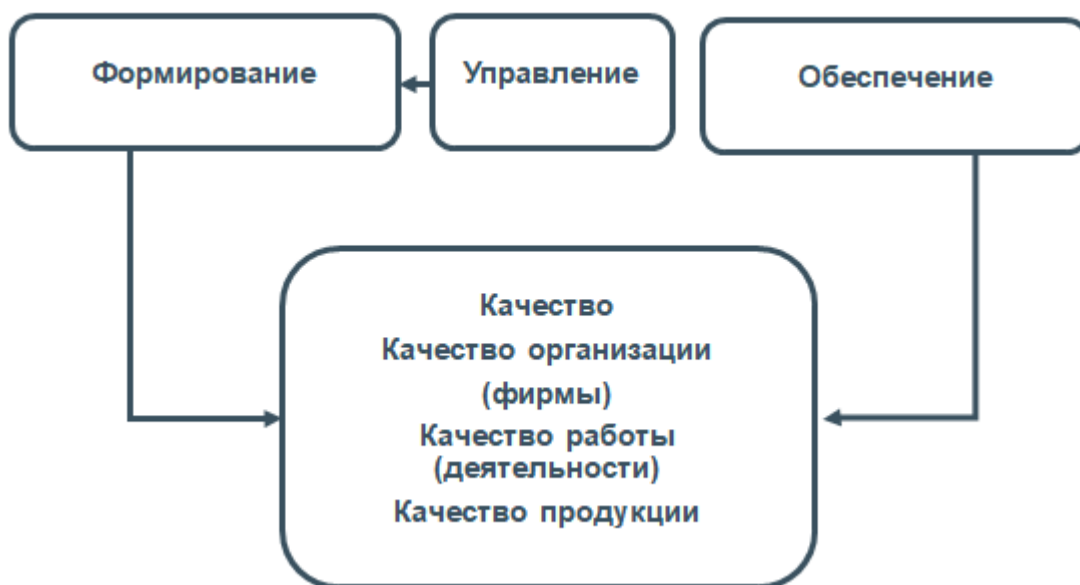 Формирование
Управление
Обеспечение
Качество
Качество организации
(фирмы)
Качество работы
(деятельности)
Качество продукции